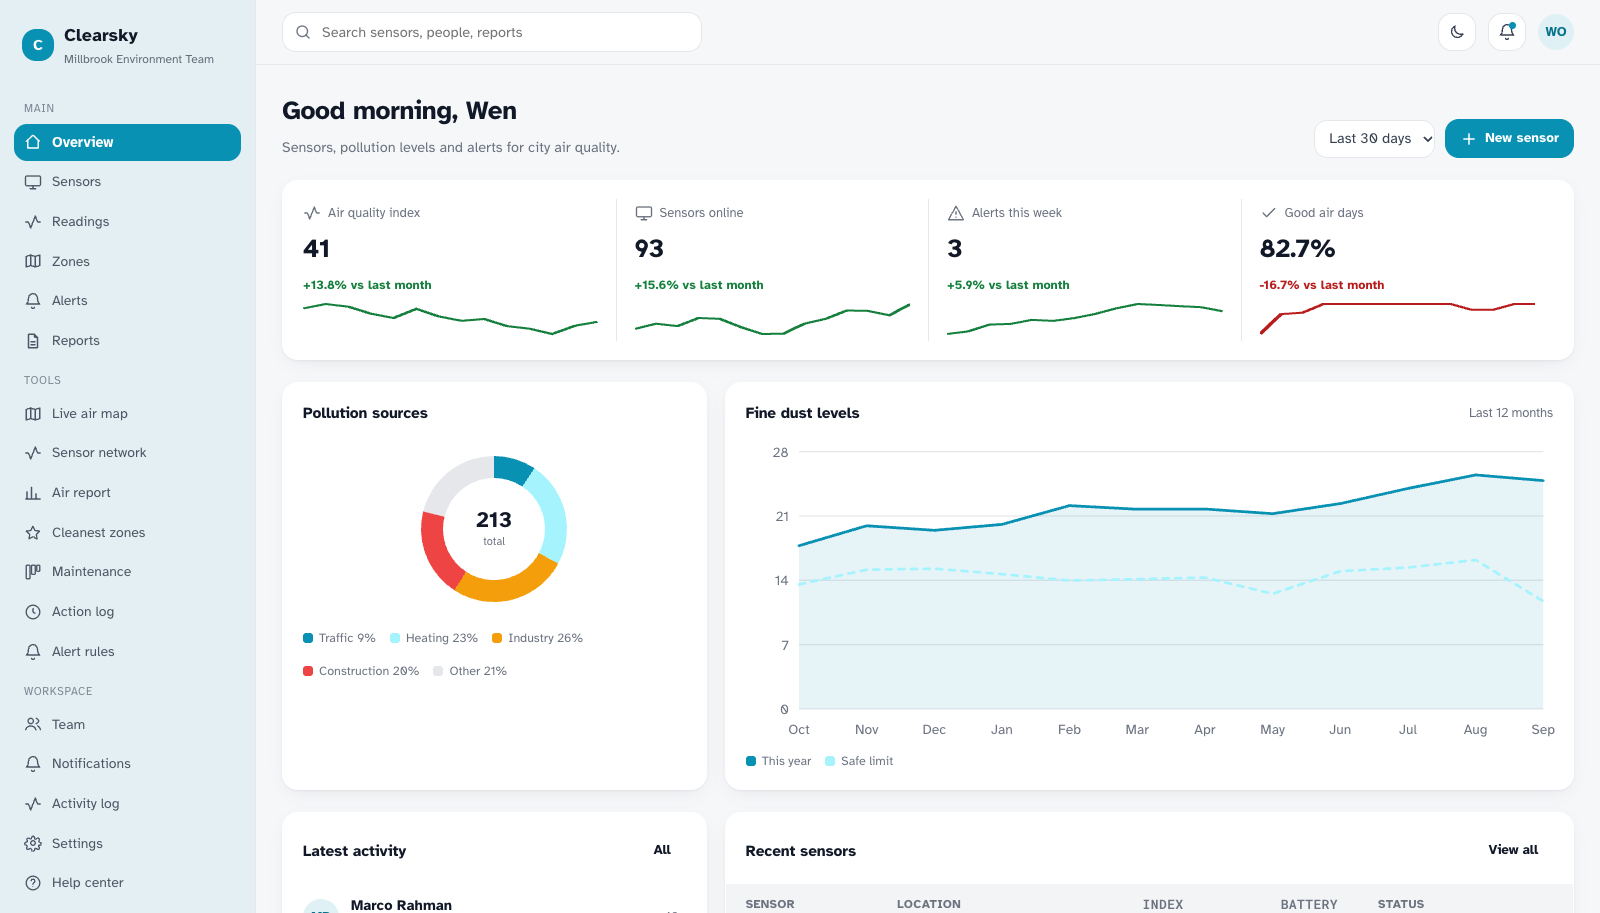 C
Clearsky
Millbrook Environment Team
MAIN
Overview
Sensors
Readings
Zones
Alerts
Reports
TOOLS
Live air map
Sensor network
Air report
Cleanest zones
Maintenance
Action log
Alert rules
WORKSPACE
Team
Notifications
Activity log
Settings
Help center
Search sensors, people, reports
WO
Good morning, Wen
Sensors, pollution levels and alerts for city air quality.
Last 30 days
New sensor
Air quality index
41
+13.8% vs last month
Sensors online
93
+15.6% vs last month
Alerts this week
3
+5.9% vs last month
Good air days
82.7%
-16.7% vs last month
Pollution sources
213
total
Traffic 9% Heating 23% Industry 26%
Construction 20% Other 21%
Fine dust levels
Last 12 months
28
21
14
7
0
Oct Nov Dec Jan Feb Mar Apr May Jun Jul Aug Sep
This year Safe limit
Latest activity
All
Marco Rahman
Recent sensors
View all
SENSOR LOCATION INDEX BATTERY STATUS